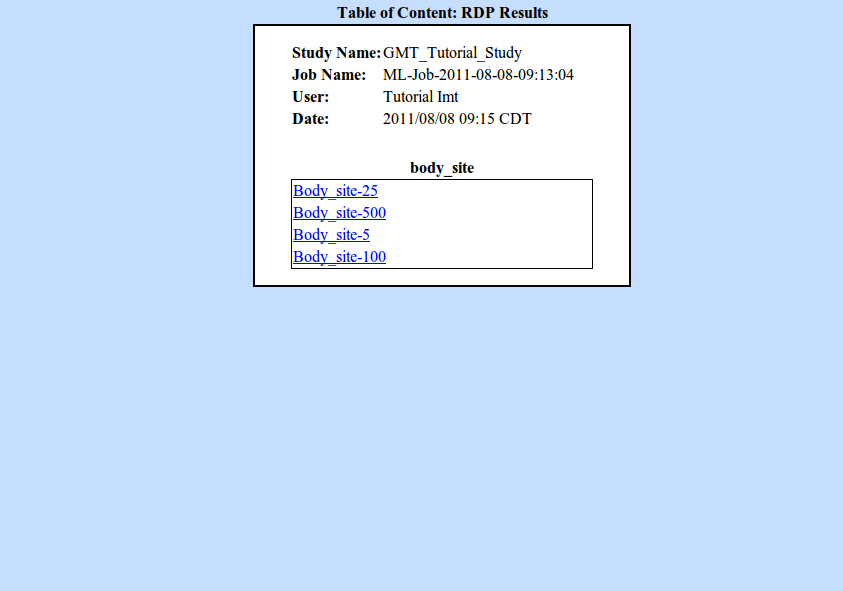 Table of Content: RDP Results
Study Name: GMT_Tutorial_Study
Job Name: ML-Job-2011-08-08-09:13:04
User: Tutorial Imt
Date: 2011/08/08 09:15 CDT
body_site
Body_site-25
Body_site-500
Body_site-5
Body_site-100